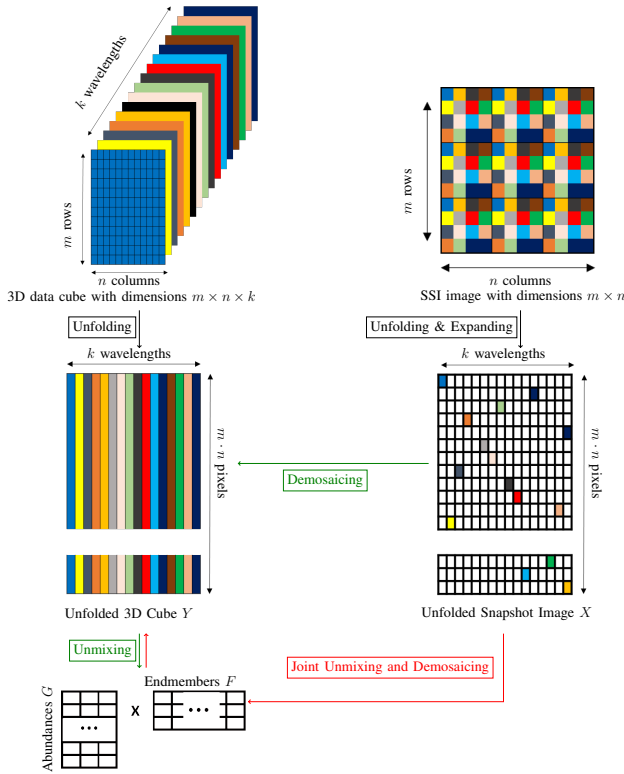 k wavelengths
m rows
n columns
3D data cube with dimensions m × n × k
m rows
n columns
SSI image with dimensions m × n
Unfolding
Unfolding & Expanding
k wavelengths
k wavelengths
m · n pixels
m · n pixels
Demosaicing
Unfolded 3D Cube Y
Unfolded Snapshot Image X
Unmixing
Joint Unmixing and Demosaicing
Endmembers F
Abundances G
x
•••
•••